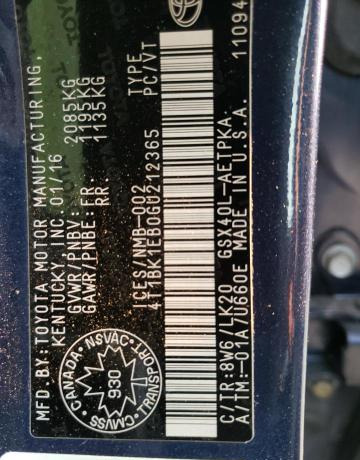 MFD.BY:TOYOTA MOTOR MANUFACTURING,
KENTUCKY, INC. 01/16
GVWR/PNBV: 2085KG
GAWR/PNBE:FR 1195KG
RR 1135KG
ICES/NMB-002 TYPE
4T1BK1EB0GU212365 PC/VT
C/TR:8W6/LK20 GSX40L-AETPKA
A/TM:-01A/U660E MADE IN U.S.A. 11094
CANADA NSVAC
930
CMVSS TRANSPORT